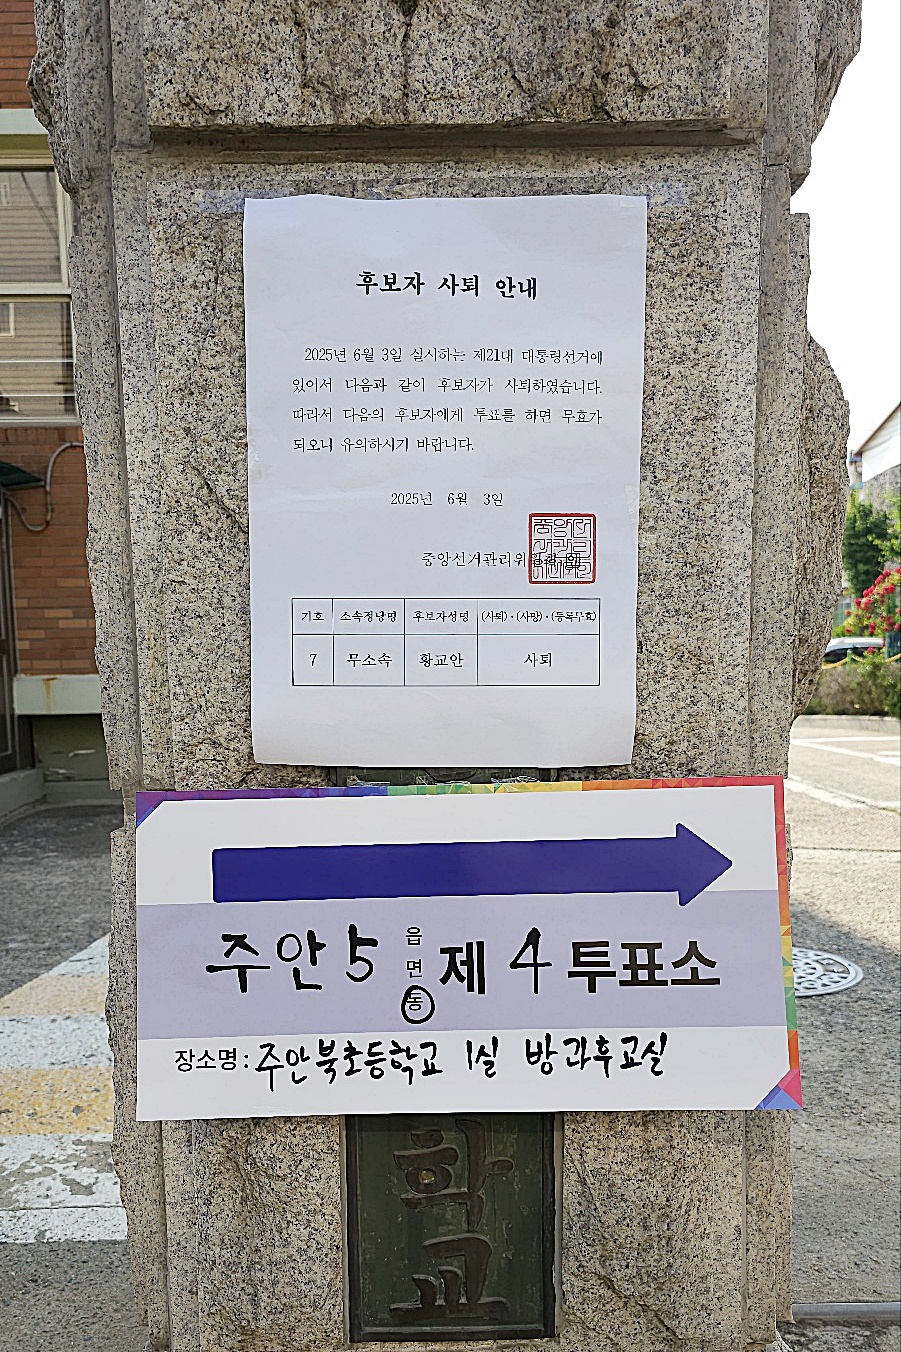 후보자 사퇴 안내
2025년 6월 3일 실시하는 제21대 대통령선거에
있어서 다음과 같이 후보자가 사퇴하였습니다.
따라서 다음의 후보자에게 투표를 하면 무효가
되오니 유의하시기 바랍니다.
2025년 6월 3일
중앙선거관리위
기호 소속정당명 후보자성명 (사퇴)·(사망)·(등록무효)
7 무소속 황교안 사퇴
주안5 읍면동 제 4 투표소
장소명: 주안북초등학교 1실 방과후교실
학교